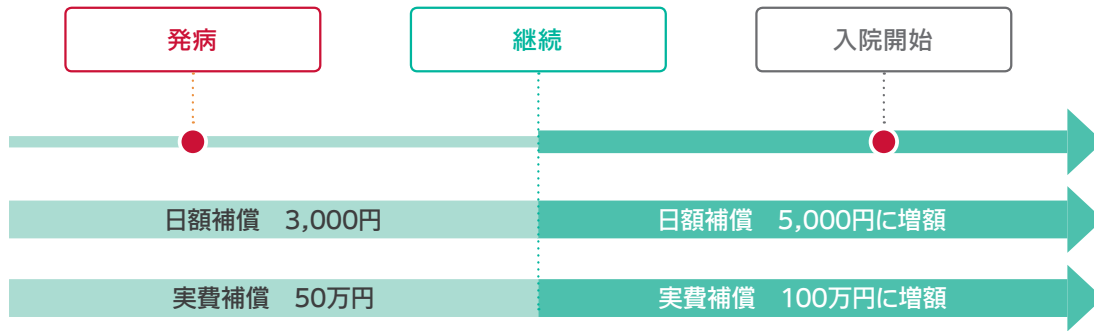 発病
継続
入院開始
日額補償　3,000円
日額補償　5,000円に増額
実費補償　50万円
実費補償　100万円に増額